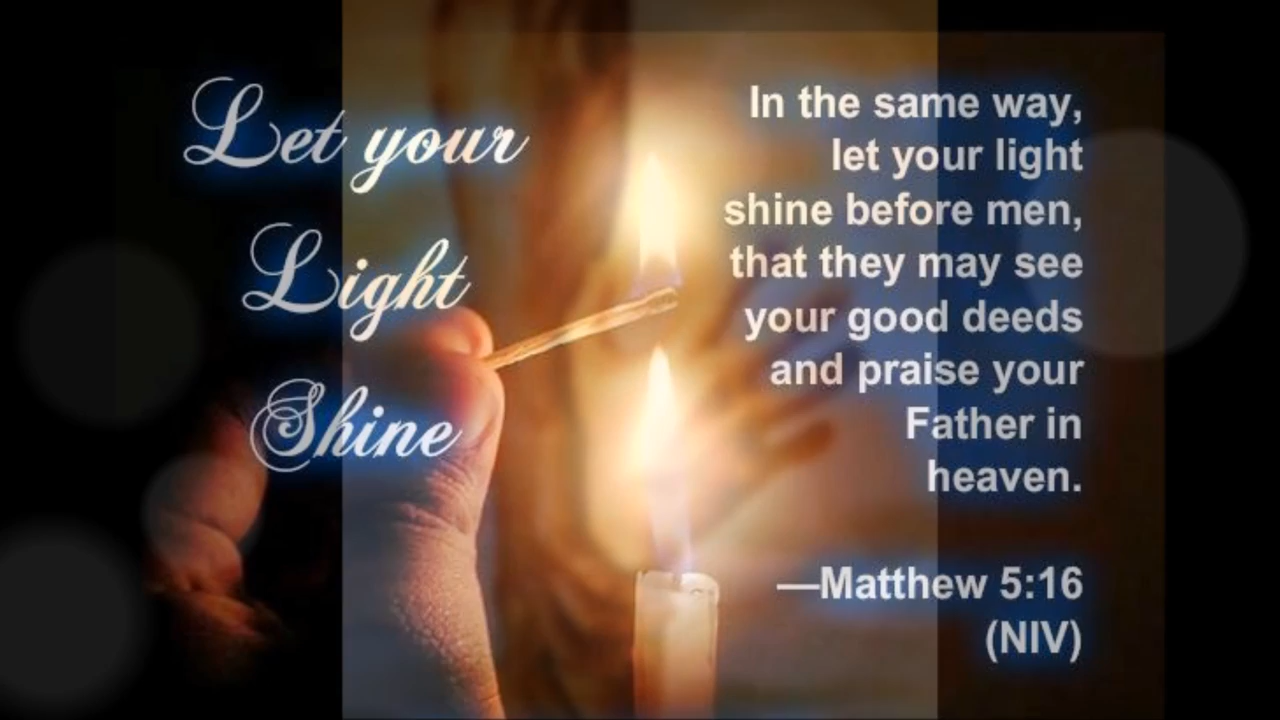 Let your
Light
Shine
In the same way,
let your light
shine before men,
that they may see
your good deeds
and praise your
Father in
heaven.
—Matthew 5:16
(NIV)